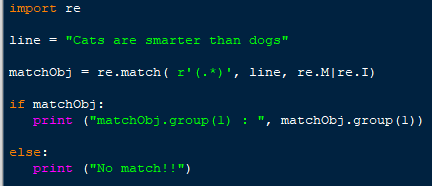 import re
line = "Cats are smarter than dogs"
matchObj = re.match( r'(.*)', line, re.M|re.I)
if matchObj:
   print ("matchObj.group(1) : ", matchObj.group(1))
else:
   print ("No match!!")